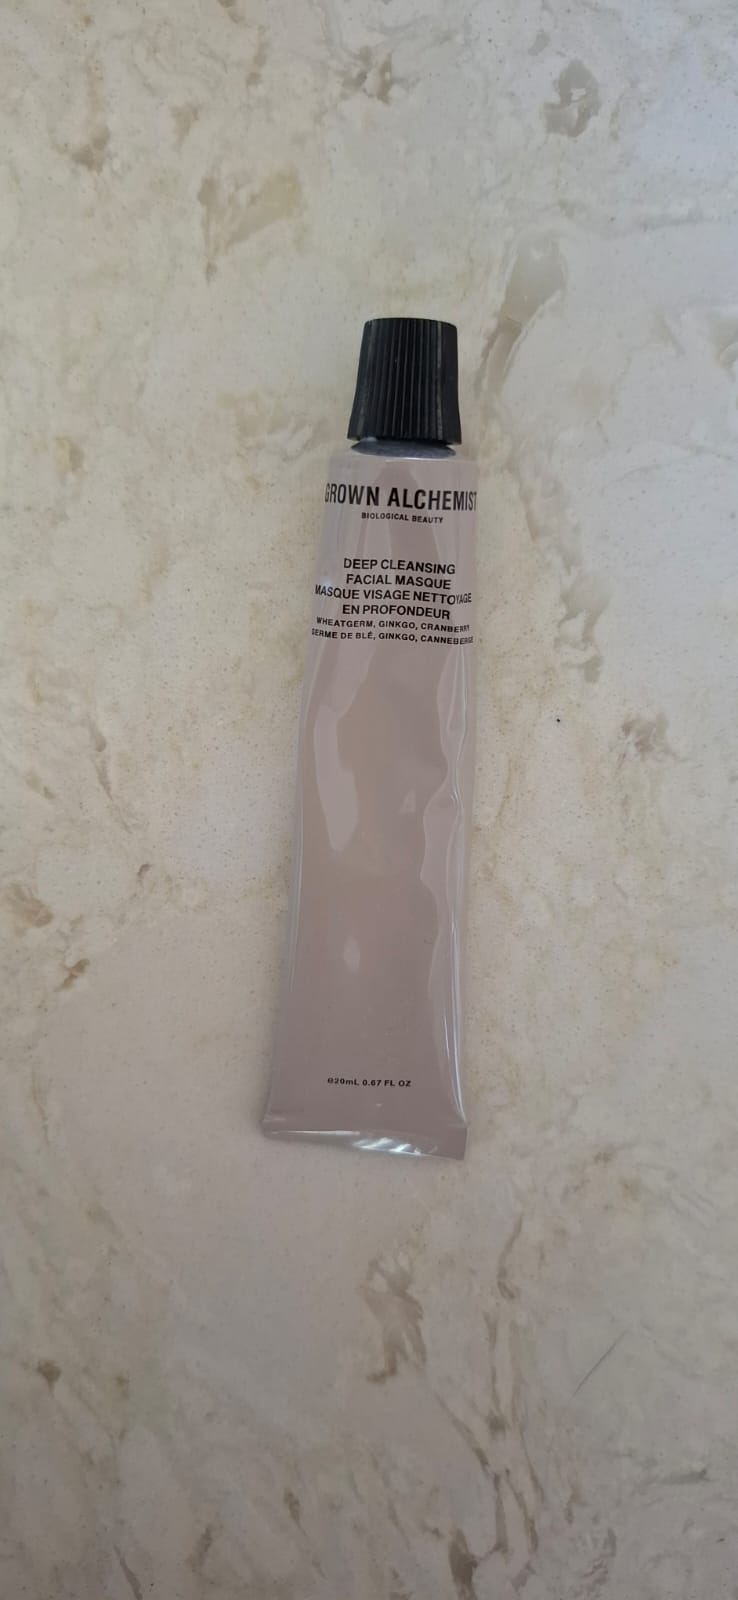 GROWN ALCHEMIST
BIOLOGICAL BEAUTY
DEEP CLEANSING
FACIAL MASQUE
MASQUE VISAGE NETTOYAGE
EN PROFONDEUR
WHEATGERM, GINKGO, CRANBERRY
GERME DE BLÉ, GINKGO, CANNEBERGE
℮20mL 0.67 FL OZ